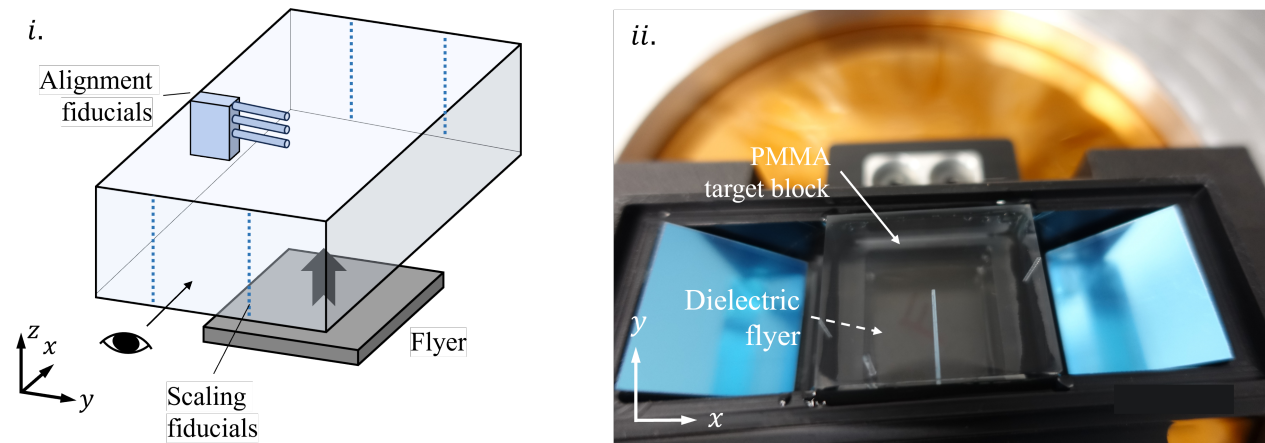 i.
Alignment
fiducials
z
x
y
Flyer
Scaling
fiducials
ii.
PMMA
target block
Dielectric
flyer
y
x